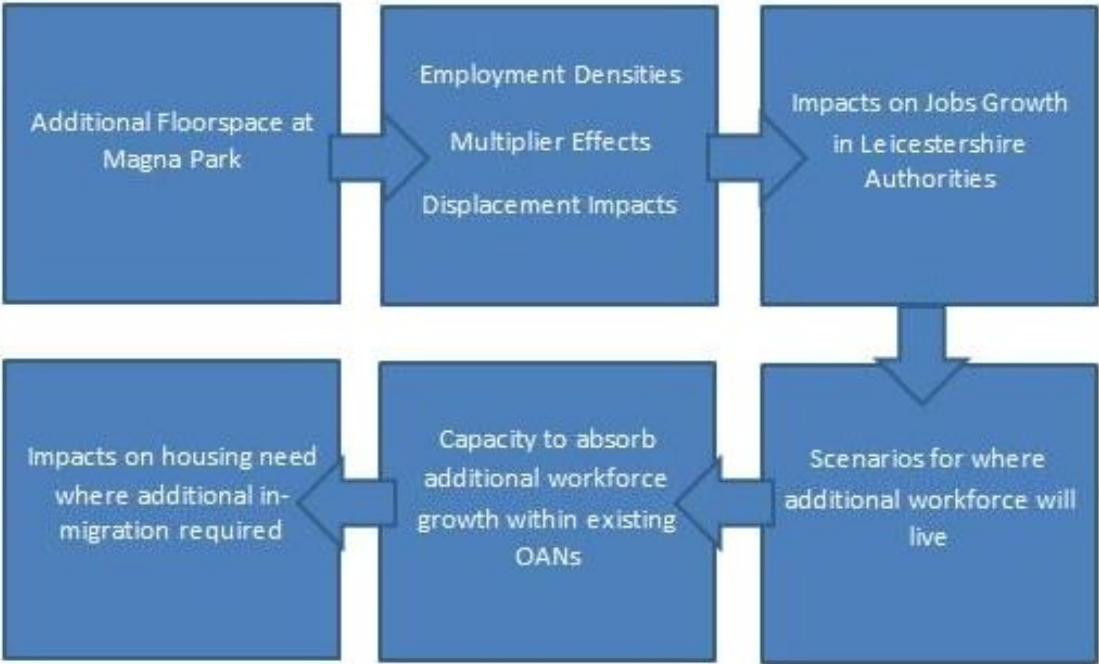 Additional Floorspace at
Magna Park
Employment Densities
Multiplier Effects
Displacement Impacts
Impacts on Jobs Growth
in Leicestershire
Authorities
Scenarios for where
additional workforce will
live
Capacity to absorb
additional workforce
growth within existing
OANs
Impacts on housing need
where additional in-
migration required